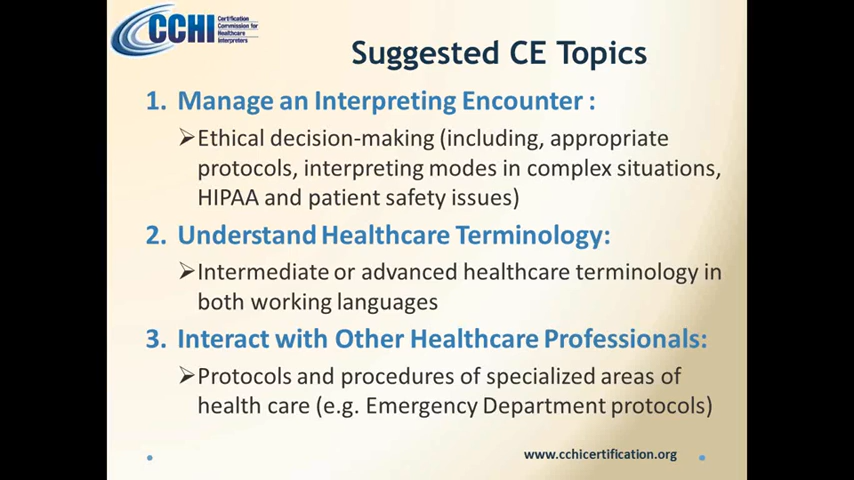 CCHI
Certification
Commission for
Healthcare
Interpreters
Suggested CE Topics
1. Manage an Interpreting Encounter :
➢Ethical decision-making (including, appropriate
protocols, interpreting modes in complex situations,
HIPAA and patient safety issues)
2. Understand Healthcare Terminology:
➢Intermediate or advanced healthcare terminology in
both working languages
3. Interact with Other Healthcare Professionals:
➢Protocols and procedures of specialized areas of
health care (e.g. Emergency Department protocols)
www.cchicertification.org